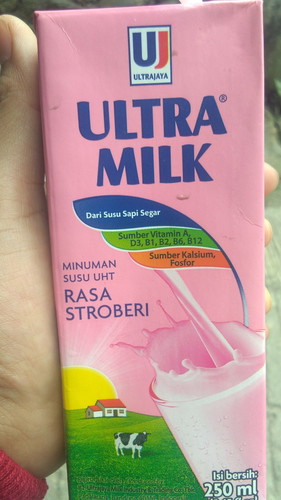 UJ
ULTRAJAYA
ULTRA®
MILK
Dari Susu Sapi Segar
Sumber Vitamin A,
D3, B1, B2, B6, B12
Sumber Kalsium,
Fosfor
MINUMAN
SUSU UHT
RASA
STROBERI
Isi bersih:
250 ml